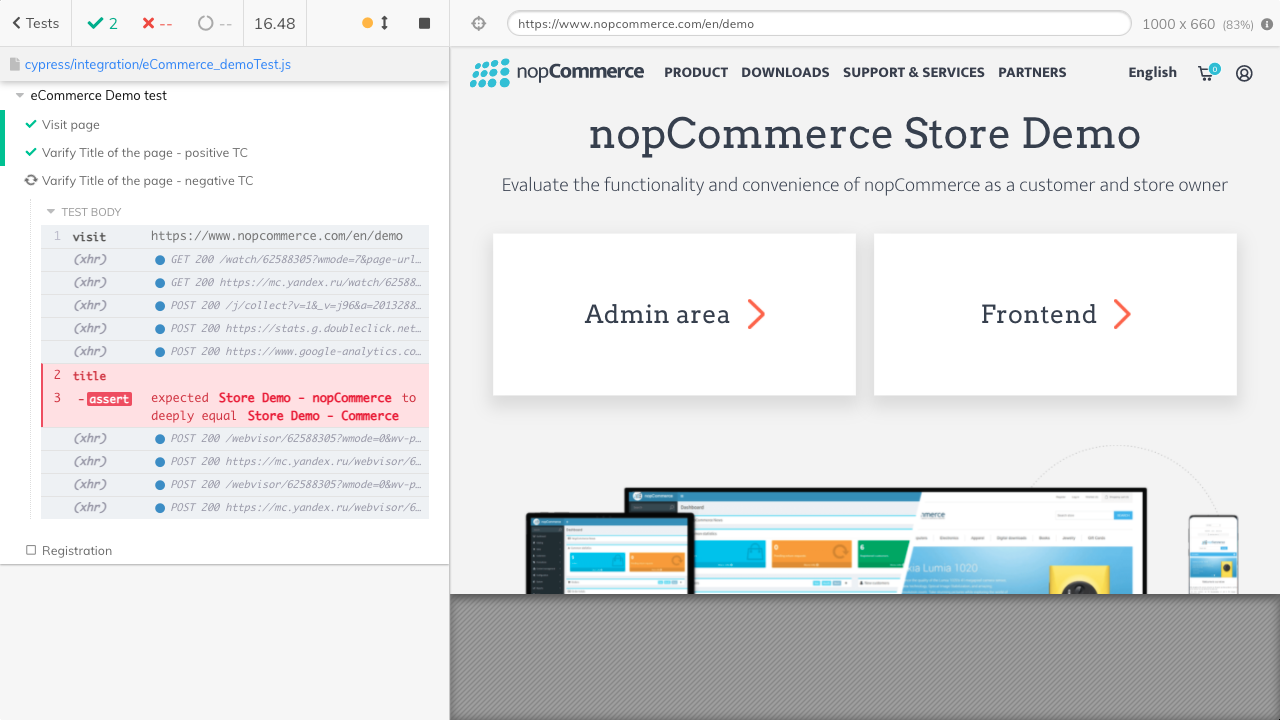 Tests
2
--
--
16.48
https://www.nopcommerce.com/en/demo
1000 x 660 (83%)
cypress/integration/eCommerce_demoTest.js
eCommerce Demo test
Visit page
Varify Title of the page - positive TC
Varify Title of the page - negative TC
TEST BODY
1 visit https://www.nopcommerce.com/en/demo
(xhr) GET 200 /watch/62588305?wmode=7&page-url…
(xhr) GET 200 https://mc.yandex.ru/watch/62588…
(xhr) POST 200 /j/collect?v=1&_v=j96&a=2013288…
(xhr) POST 200 https://stats.g.doubleclick.net…
(xhr) POST 200 https://www.google-analytics.co…
2 title
3 -assert expected Store Demo - nopCommerce to
deeply equal Store Demo - Commerce
(xhr) POST 200 /webvisor/62588305?wmode=0&wv-p…
(xhr) POST 200 https://mc.yandex.ru/webvisor/6…
(xhr) POST 200 /webvisor/62588305?wmode=0&wv-p…
(xhr) POST 200 https://mc.yandex.ru/webvisor/6…
Registration
nopCommerce PRODUCT DOWNLOADS SUPPORT & SERVICES PARTNERS English 0
nopCommerce Store Demo
Evaluate the functionality and convenience of nopCommerce as a customer and store owner
Admin area
Frontend
nopCommerce
Dashboard
nopCommerce
Dashboard
Lumia 1020